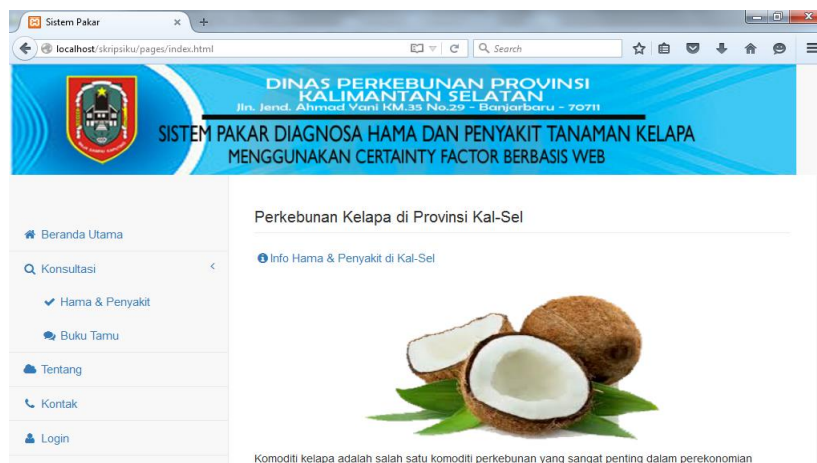 Sistem Pakar
localhost/skripsiku/pages/index.html
Search
DINAS PERKEBUNAN PROVINSI
KALIMANTAN SELATAN
Jln. Jend. Ahmad Yani KM.35 No.29 - Banjarbaru - 70711
SISTEM PAKAR DIAGNOSA HAMA DAN PENYAKIT TANAMAN KELAPA
MENGGUNAKAN CERTAINTY FACTOR BERBASIS WEB
Beranda Utama
Konsultasi
Hama & Penyakit
Buku Tamu
Tentang
Kontak
Login
Perkebunan Kelapa di Provinsi Kal-Sel
Info Hama & Penyakit di Kal-Sel
Komoditi kelapa adalah salah satu komoditi perkebunan yang sangat penting dalam perekonomian